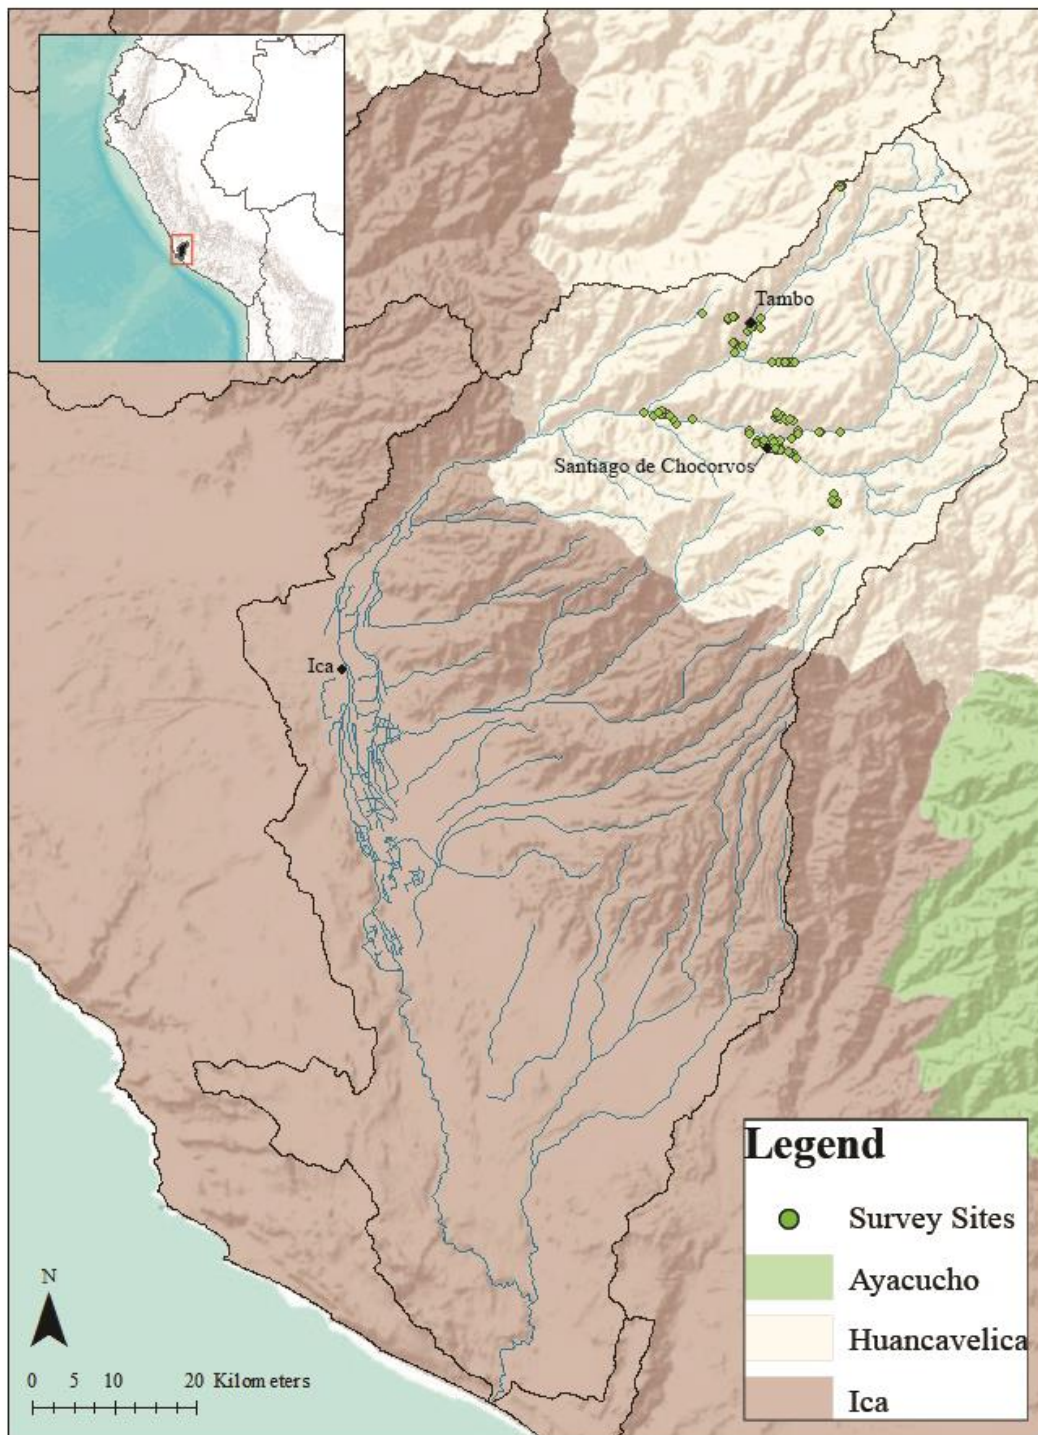 Tambo
Santiago de Chocorvos
Ica
Legend
Survey Sites
Ayacucho
Huancavelica
Ica
N
0 5 10 20 Kilometers